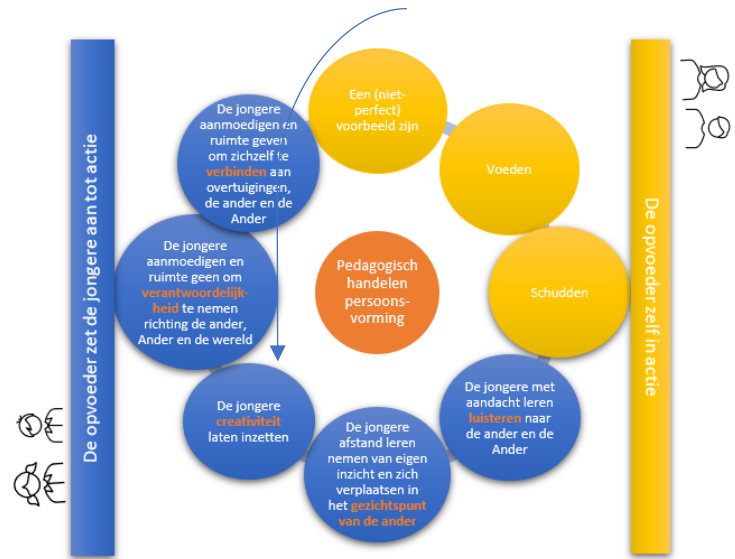 De opvoeder zet de jongere aan tot actie
Een (niet-
perfect)
voorbeeld zijn
Voeden
Schudden
De jongere met
aandacht leren
luisteren naar
de ander en de
Ander
De jongere
afstand leren
nemen van eigen
inzicht en zich
verplaatsen in
het gezichtspunt
van de ander
De jongere
creativiteit
laten inzetten
De jongere
aanmoedigen en
ruimte geen om
verantwoordelijk-
heid te nemen
richting de ander,
Ander en de wereld
De jongere
aanmoedigen en
ruimte geven
om zichzelf te
verbinden aan
overtuigingen,
de ander en de
Ander
Pedagogisch
handelen
persoons-
vorming
De opvoeder zelf in actie